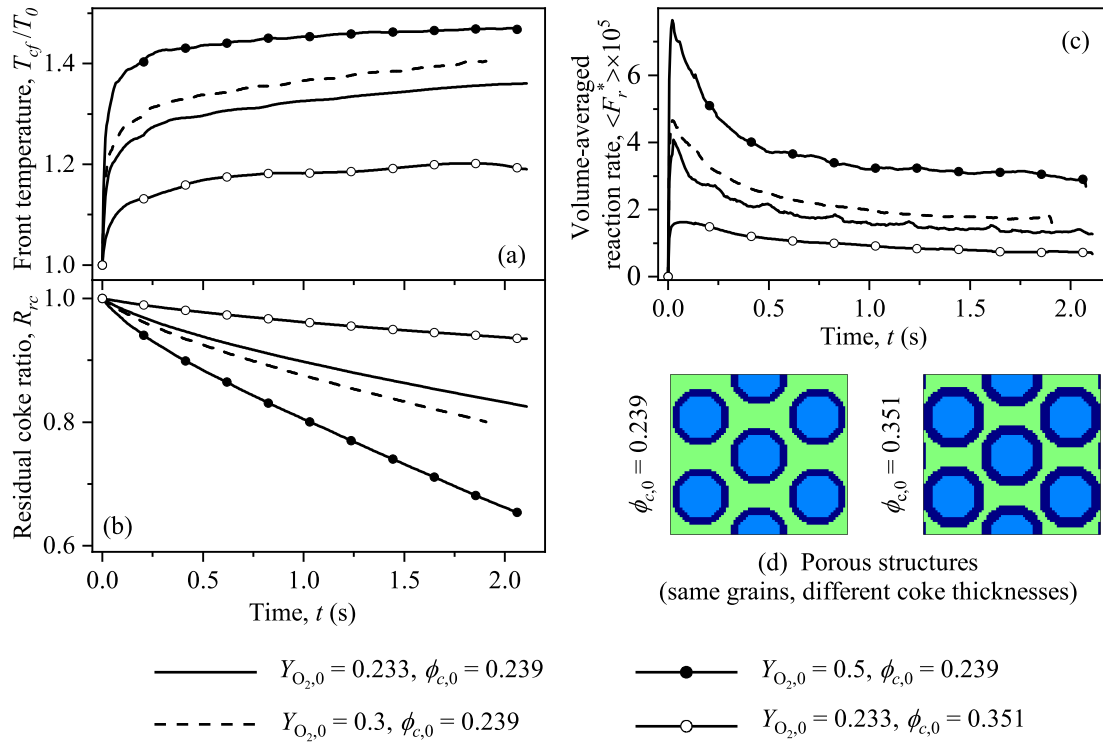 Front temperature, T_cf/T_0
1.4
1.2
1.0
(a)
Residual coke ratio, R_rc
1.0
0.8
0.6
(b)
0.0 0.5 1.0 1.5 2.0
Time, t (s)
Volume-averaged
reaction rate, <F_r^*>×10^5
6
4
2
0
(c)
0.0 0.5 1.0 1.5 2.0
Time, t (s)
ϕ_c,0 = 0.239
ϕ_c,0 = 0.351
(d) Porous structures
(same grains, different coke thicknesses)
Y_O₂,0 = 0.233, ϕ_c,0 = 0.239
Y_O₂,0 = 0.3, ϕ_c,0 = 0.239
Y_O₂,0 = 0.5, ϕ_c,0 = 0.239
Y_O₂,0 = 0.233, ϕ_c,0 = 0.351